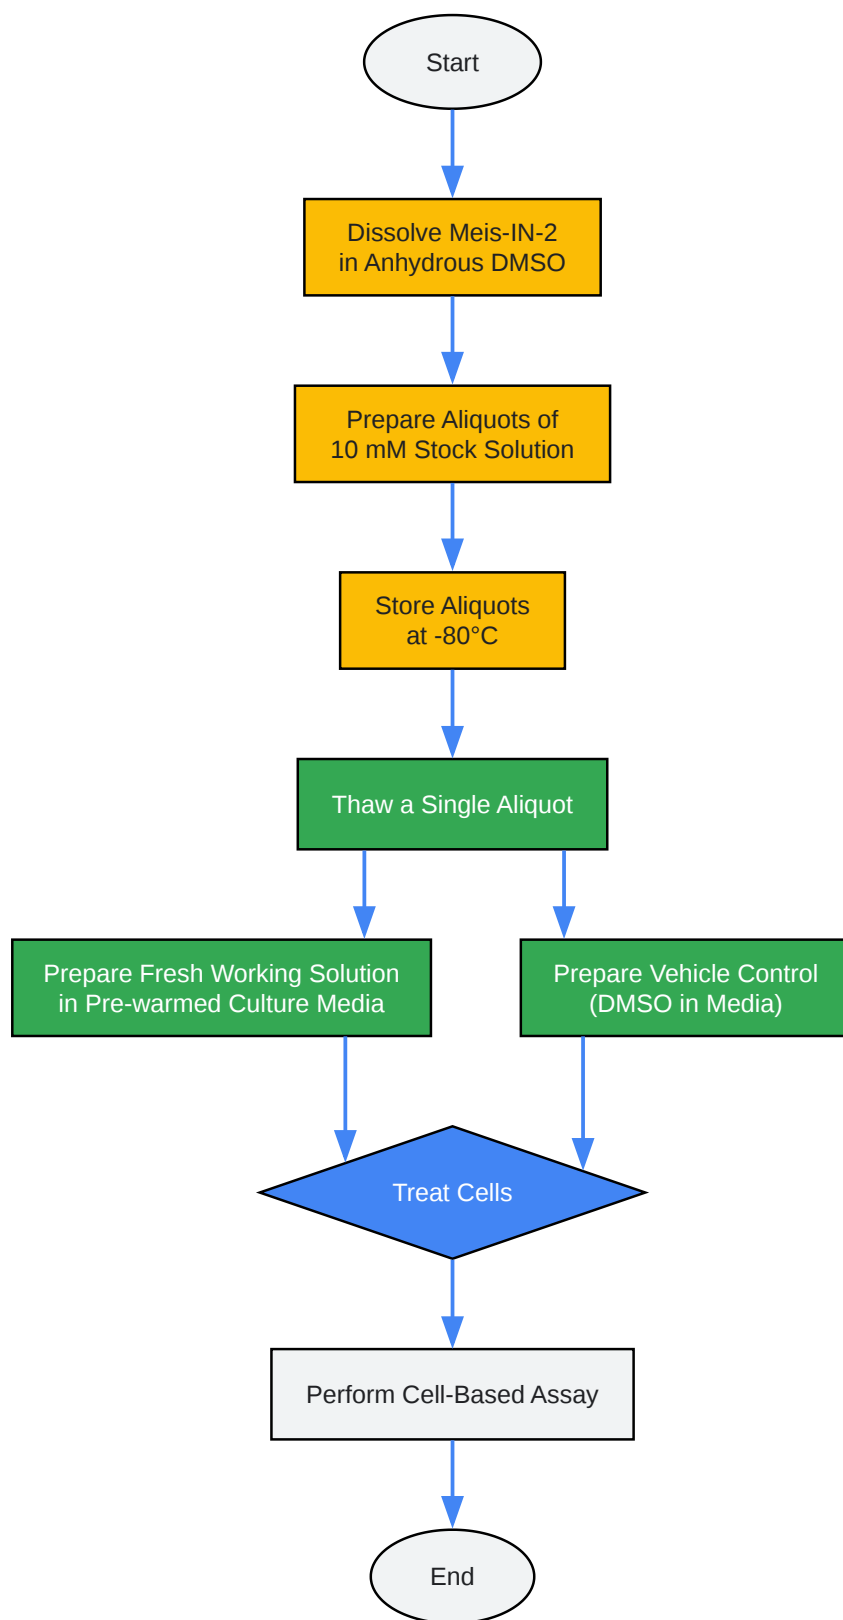 Start
Dissolve Meis-IN-2
in Anhydrous DMSO
Prepare Aliquots of
10 mM Stock Solution
Store Aliquots
at -80°C
Thaw a Single Aliquot
Prepare Fresh Working Solution
in Pre-warmed Culture Media
Prepare Vehicle Control
(DMSO in Media)
Treat Cells
Perform Cell-Based Assay
End